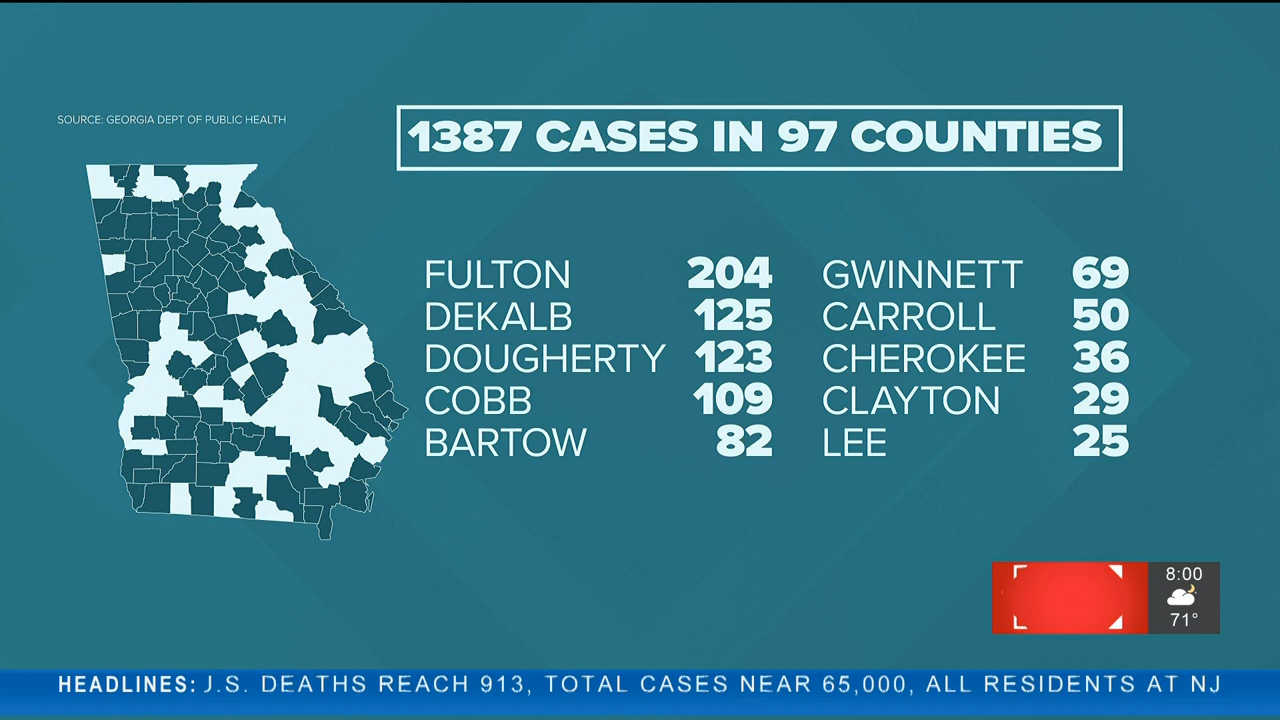 SOURCE: GEORGIA DEPT OF PUBLIC HEALTH
1387 CASES IN 97 COUNTIES
FULTON 204 GWINNETT 69
DEKALB 125 CARROLL 50
DOUGHERTY 123 CHEROKEE 36
COBB 109 CLAYTON 29
BARTOW 82 LEE 25
8:00
71°
HEADLINES: J.S. DEATHS REACH 913, TOTAL CASES NEAR 65,000, ALL RESIDENTS AT NJ